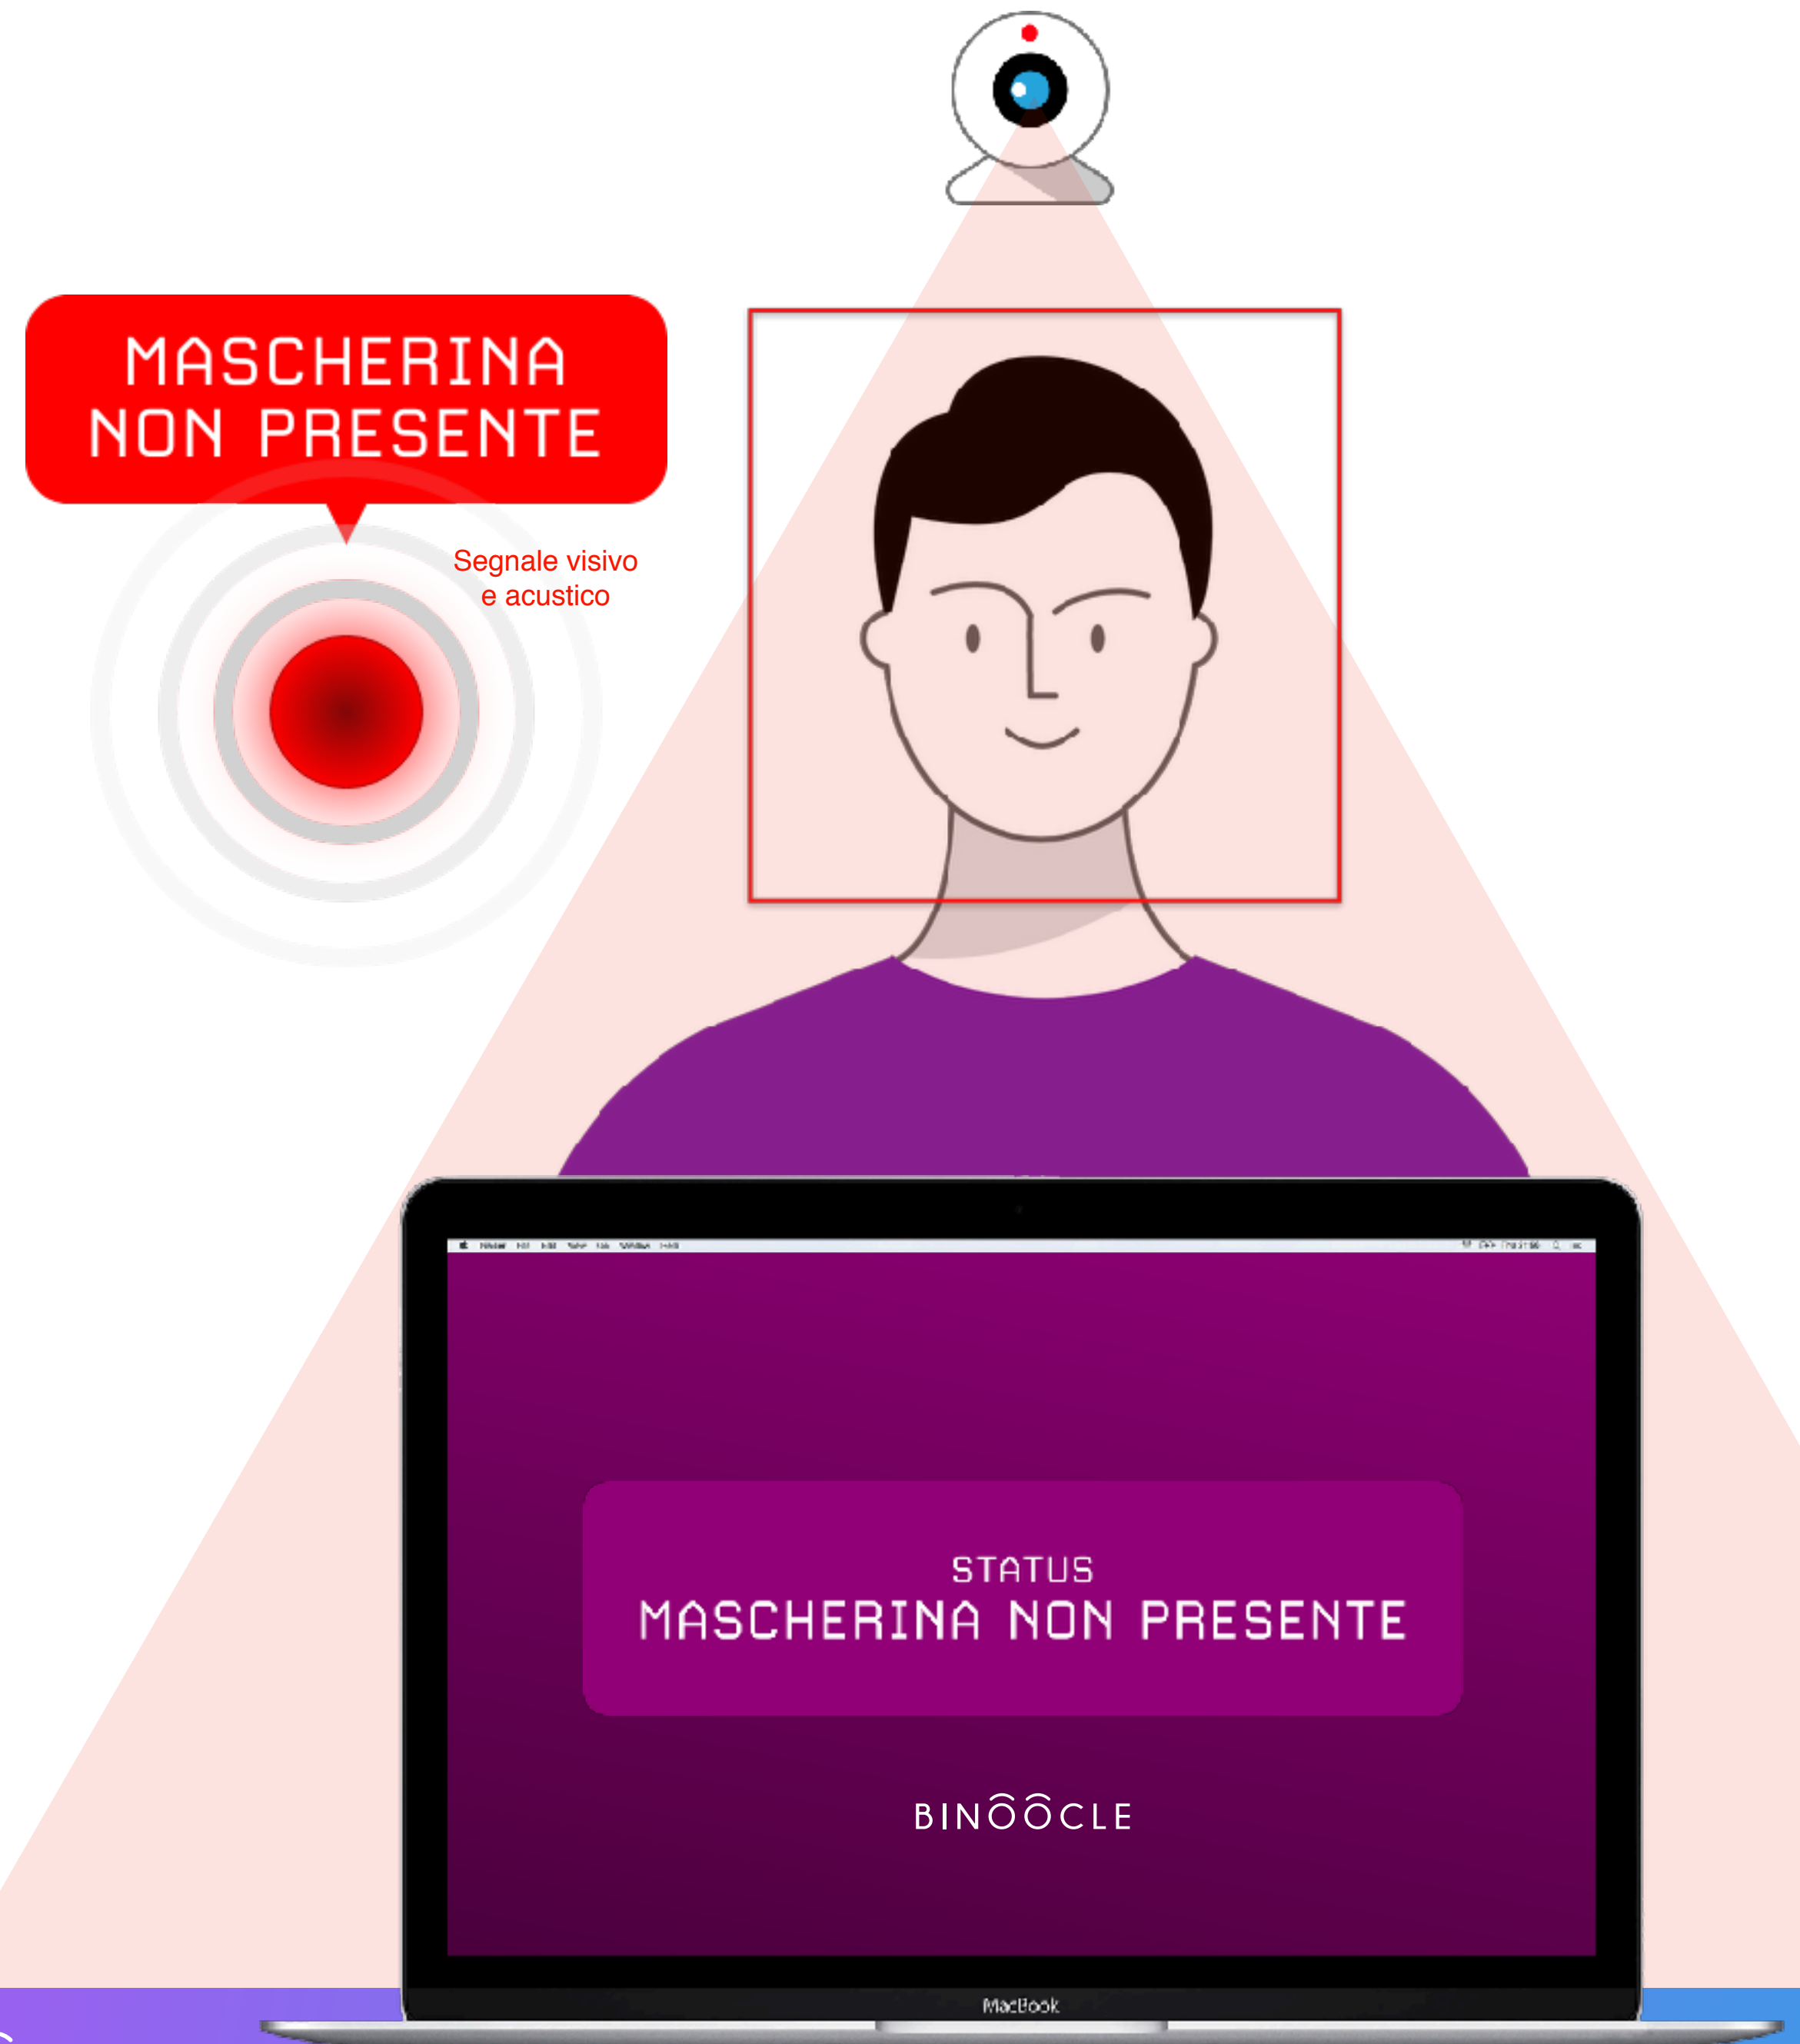 MASCHERINA
NON PRESENTE
Segnale visivo
e acustico
STATUS
MASCHERINA NON PRESENTE
BINOOCLE
MacBook